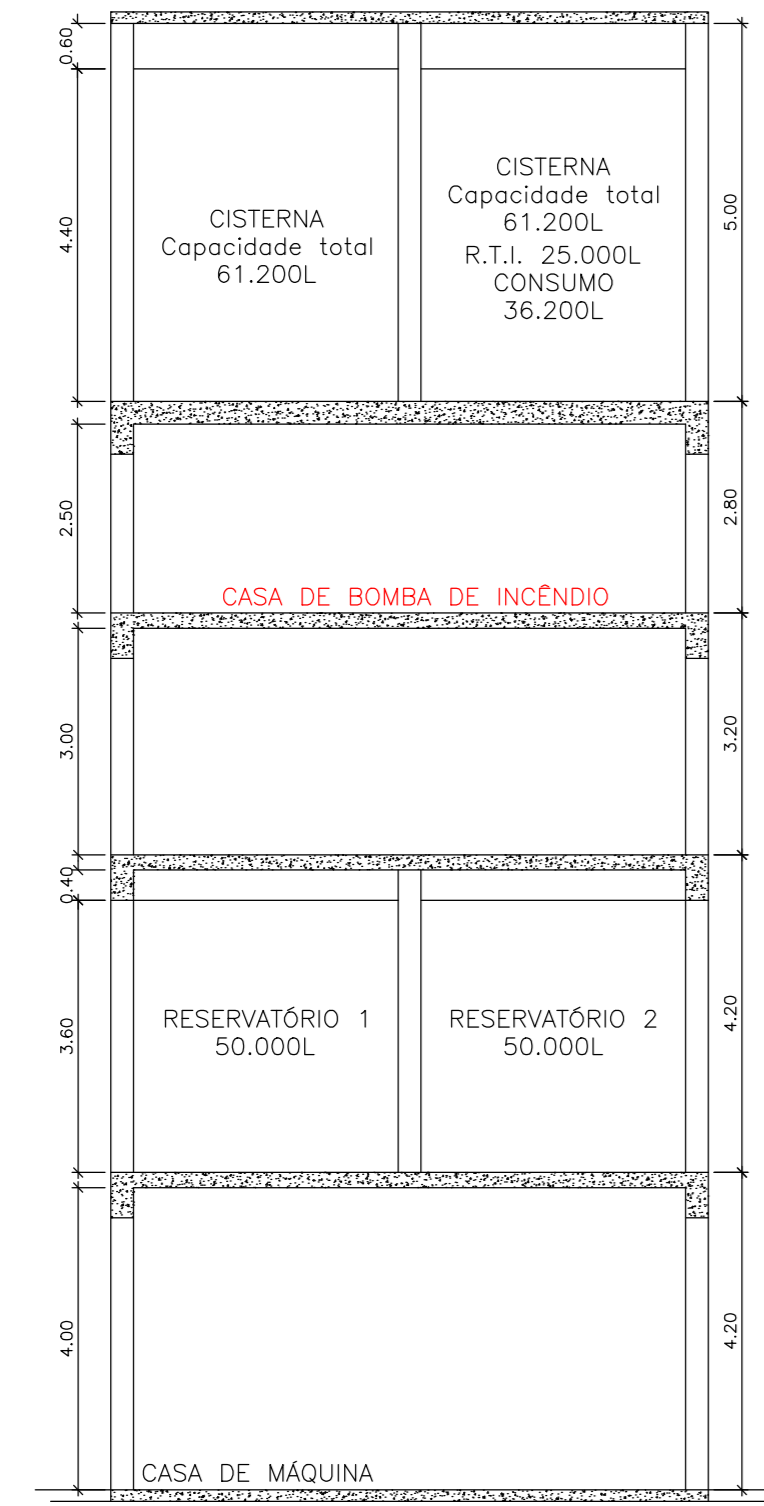 0.60
4.40
5.00
CISTERNA
Capacidade total
61.200L
CISTERNA
Capacidade total
61.200L
R.T.I. 25.000L
CONSUMO
36.200L
2.50
2.80
CASA DE BOMBA DE INCÊNDIO
3.00
3.20
0.40
3.60
4.20
RESERVATÓRIO 1
50.000L
RESERVATÓRIO 2
50.000L
4.00
4.20
CASA DE MÁQUINA